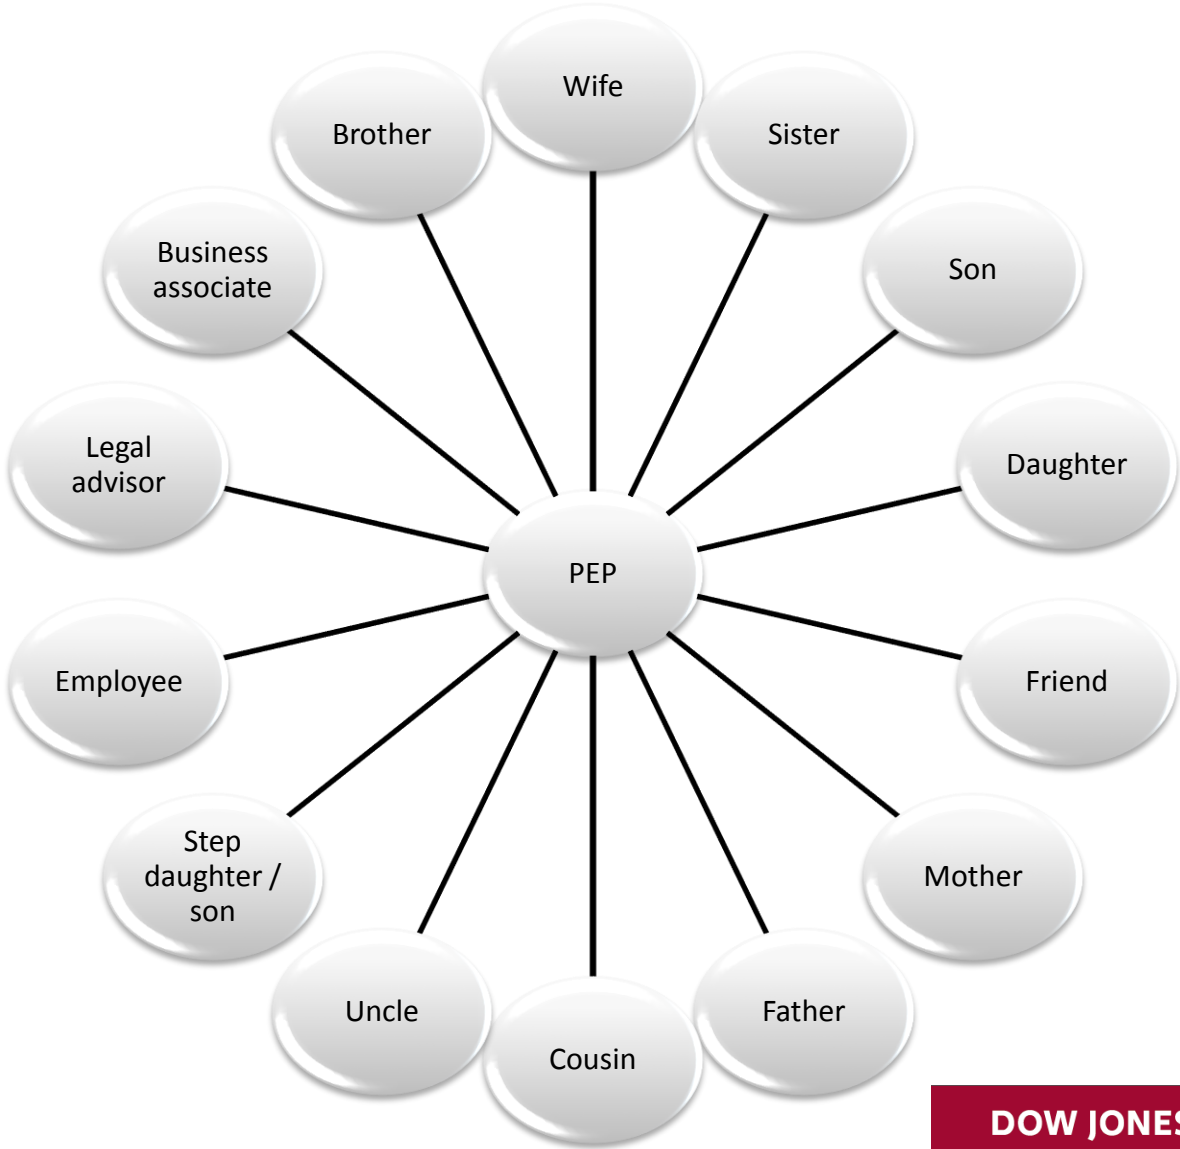 Wife
Brother
Sister
Business
associate
Son
Legal
advisor
Daughter
PEP
Employee
Friend
Step
daughter /
son
Mother
Uncle
Father
Cousin
DOW JONES